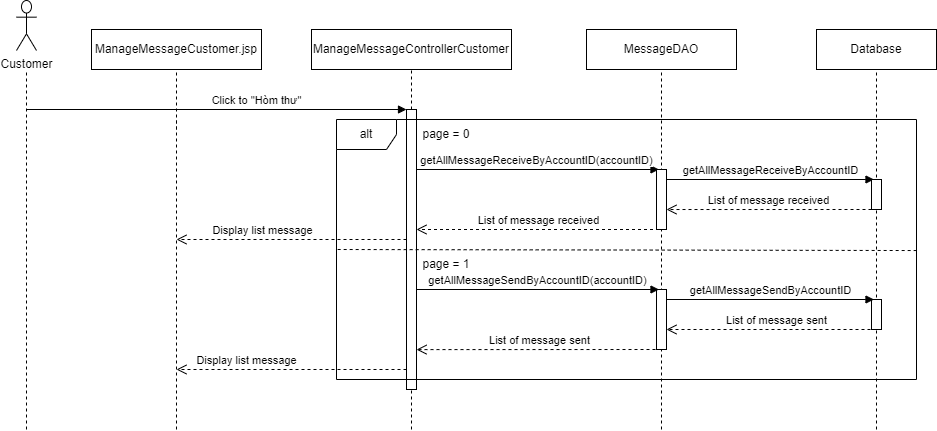 Customer
ManageMessageCustomer.jsp
ManageMessageControllerCustomer
MessageDAO
Database
Click to "Hòm thư"
alt
page = 0
getAllMessageReceiveByAccountID(accountID)
getAllMessageReceiveByAccountID
List of message received
List of message received
Display list message
page = 1
getAllMessageSendByAccountID(accountID)
getAllMessageSendByAccountID
List of message sent
List of message sent
Display list message